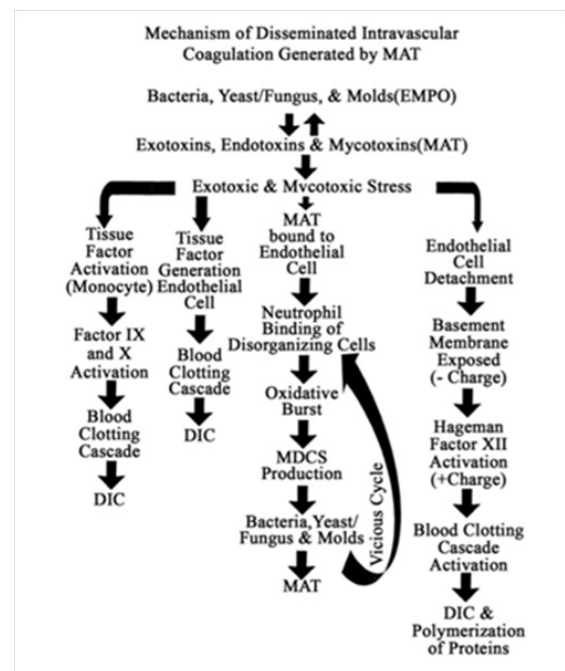 Mechanism of Disseminated Intravascular
Coagulation Generated by MAT
Bacteria, Yeast/Fungus, & Molds(EMPO)
Exotoxins, Endotoxins & Mycotoxins(MAT)
Exotoxic & Mvcotoxic Stress
Tissue
Factor
Activation
(Monocyte)
Factor IX
and X
Activation
Blood
Clotting
Cascade
DIC
Tissue
Factor
Generation
Endothelial
Cell
Blood
Clotting
Cascade
DIC
MAT
bound to
Endothelial
Cell
Neutrophil
Binding of
Disorganizing Cells
Oxidative
Burst
MDCS
Production
Bacteria,Yeast/
Fungus & Molds
MAT
Vicious Cycle
Endothelial
Cell
Detachment
Basement
Membrane
Exposed
(- Charge)
Hageman
Factor XII
Activation
(+Charge)
Blood Clotting
Cascade
Activation
DIC &
Polymerization
of Proteins